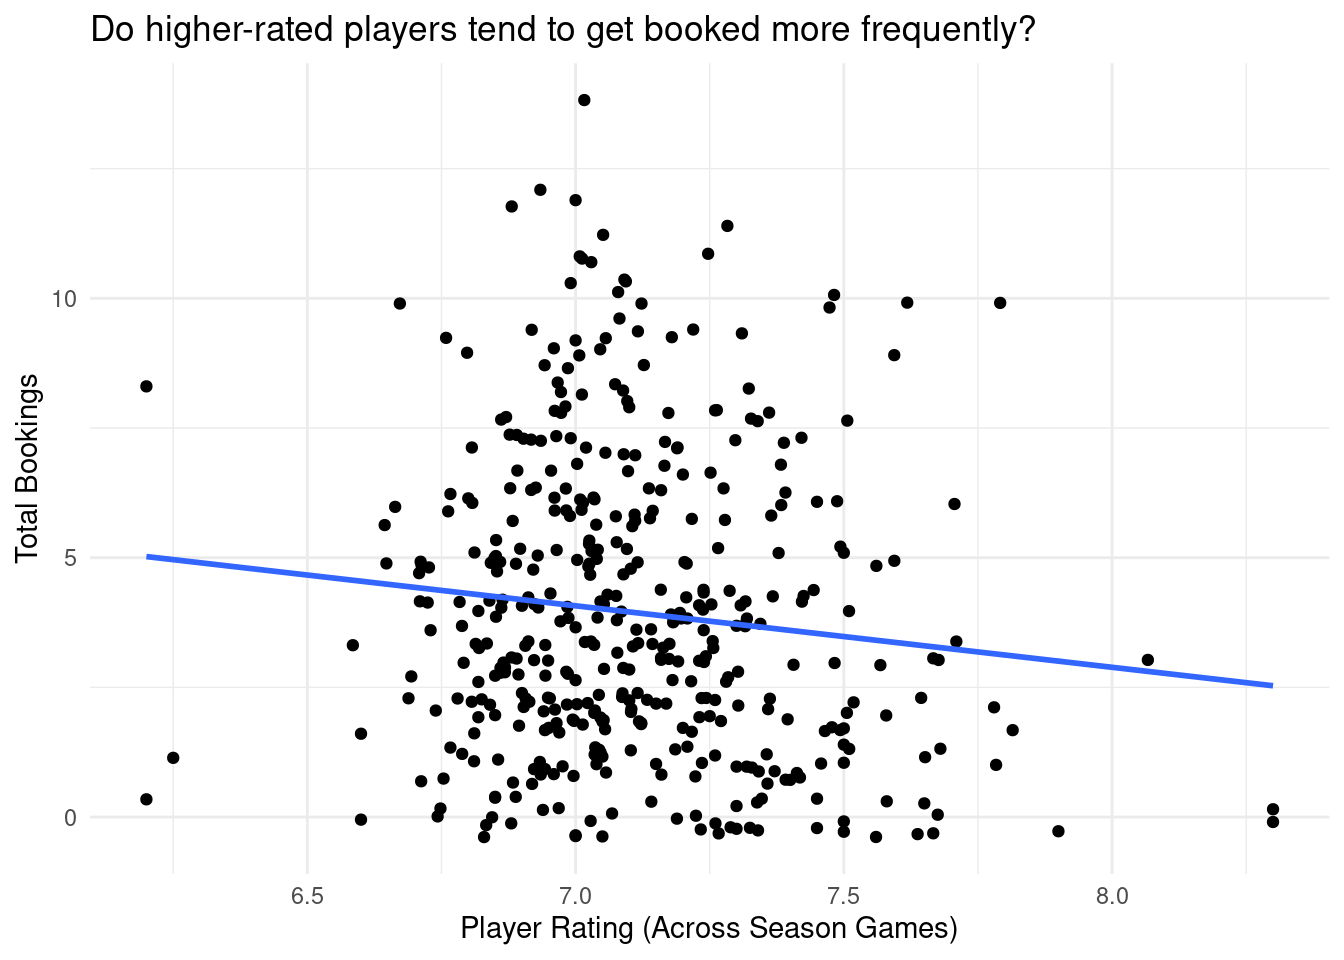 Do higher-rated players tend to get booked more frequently?
Total Bookings
10
5
0
6.5 7.0 7.5 8.0
Player Rating (Across Season Games)